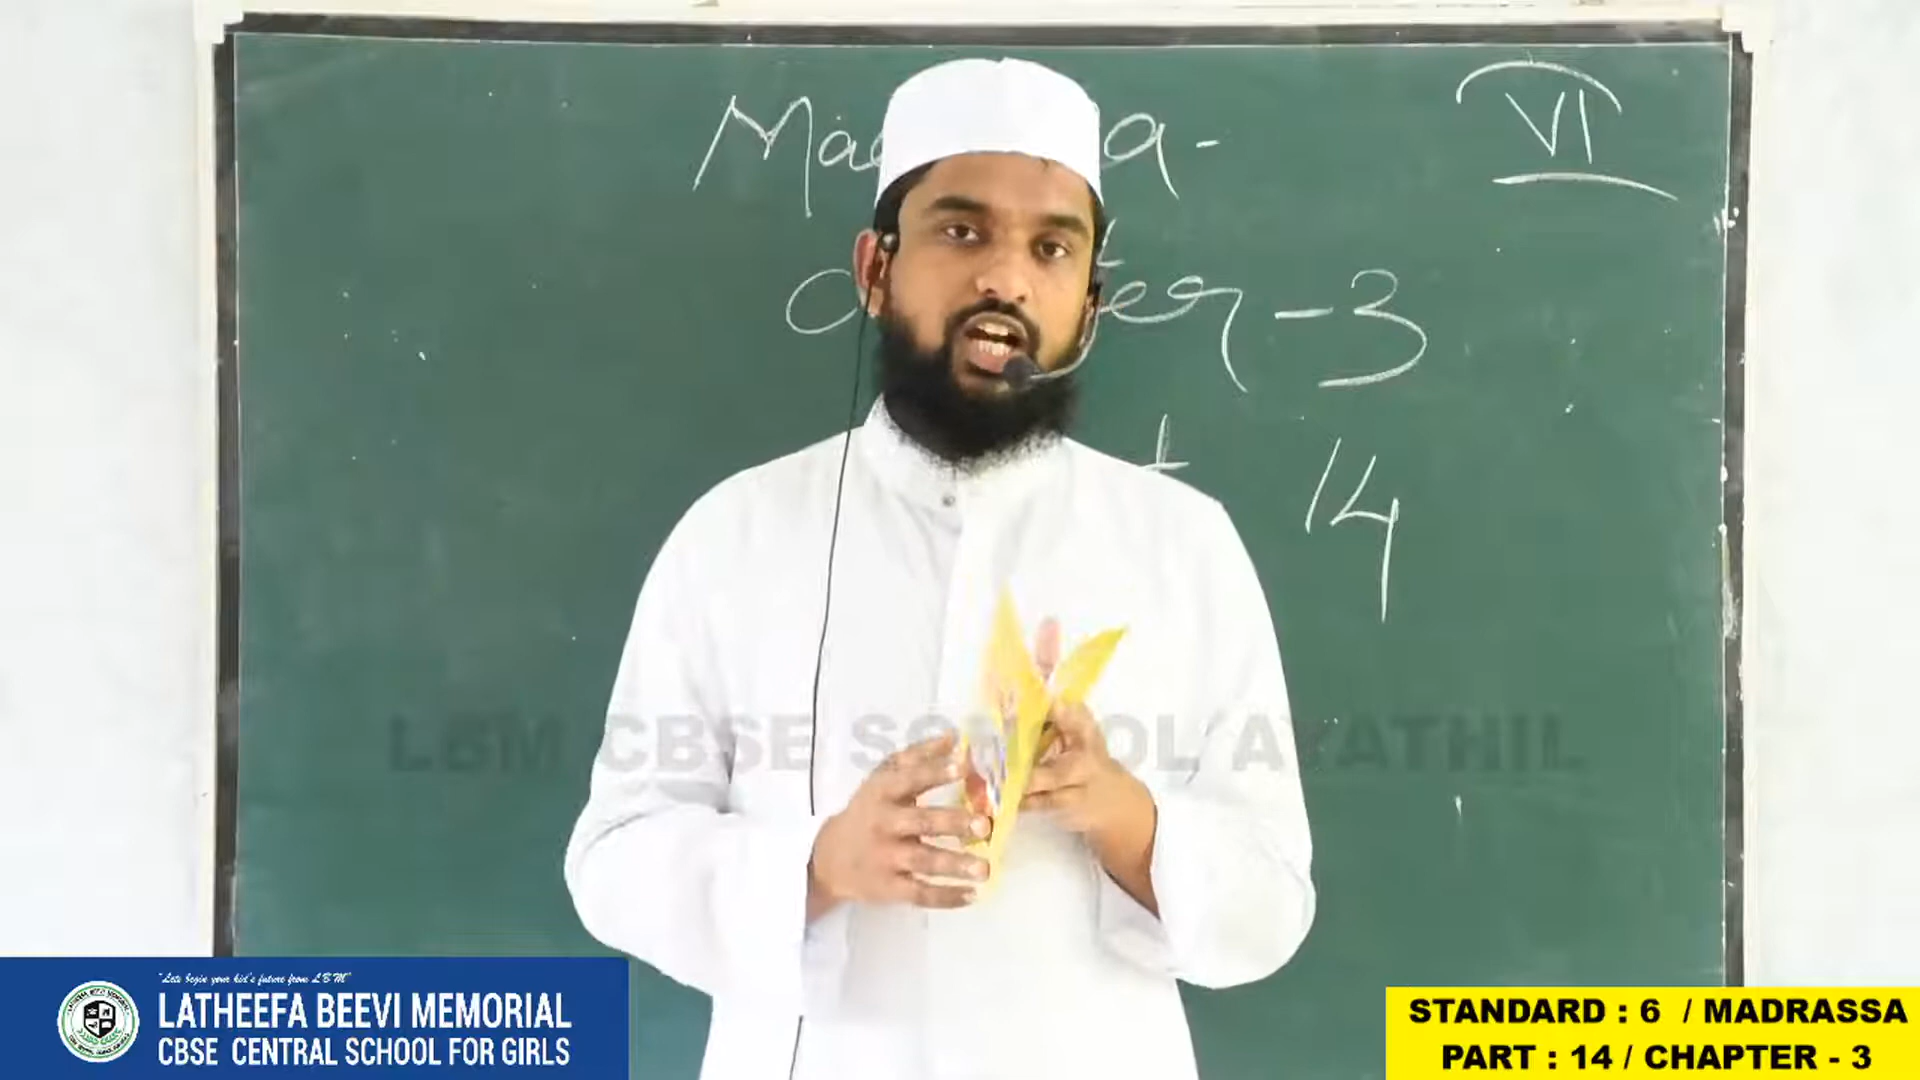 VI
-3
14
LBM CBSE SCHOOL AYATHIL
"Lets begin your kid's future from L B M"
LATHEEFA BEEVI MEMORIAL
CBSE CENTRAL SCHOOL FOR GIRLS
STANDARD : 6 / MADRASSA
PART : 14 / CHAPTER - 3